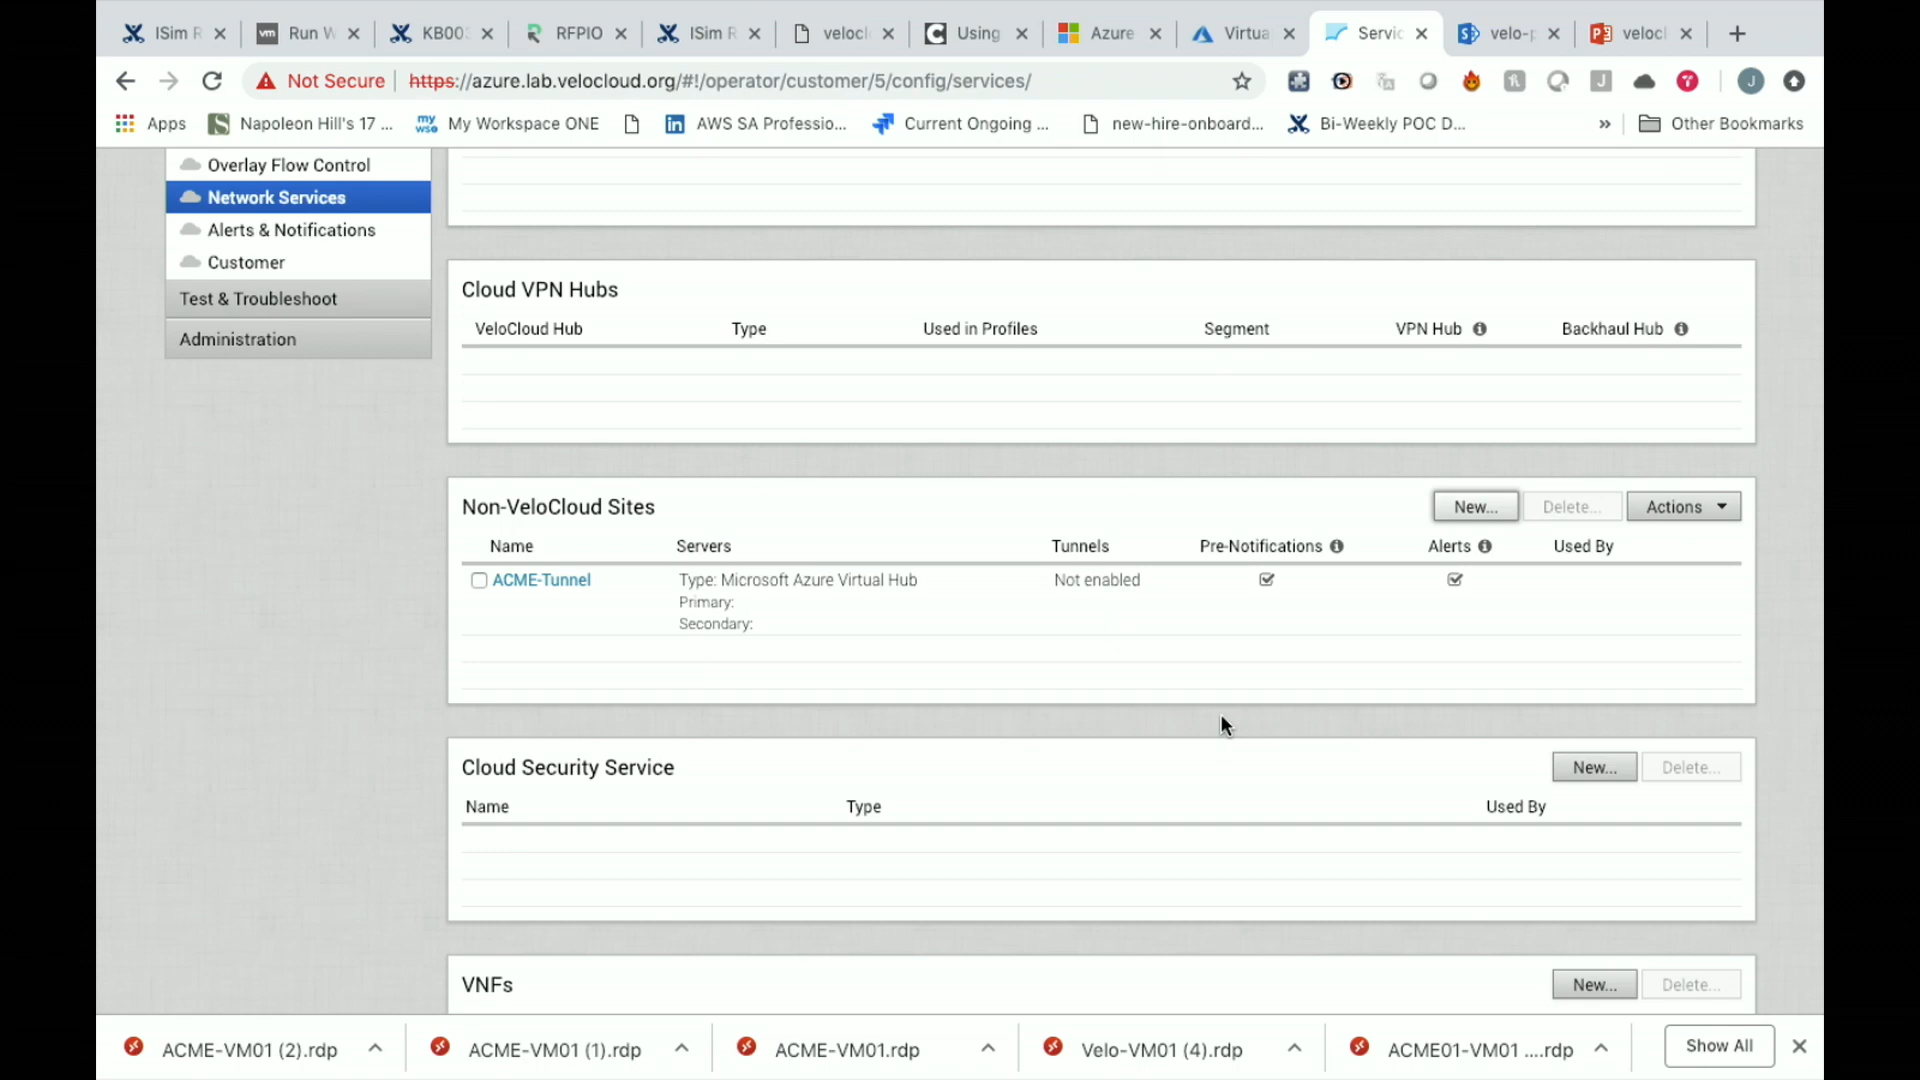 ISim R
Run W
KB003
RFPIO
ISim R
velocl
Using
Azure
Virtua
Servic
velo-p
velocl
Not Secure
https://azure.lab.velocloud.org/#!/operator/customer/5/config/services/
Apps
Napoleon Hill's 17 ...
My Workspace ONE
AWS SA Professio...
Current Ongoing ...
new-hire-onboard...
Bi-Weekly POC D...
»
Other Bookmarks
Overlay Flow Control
Network Services
Alerts & Notifications
Customer
Test & Troubleshoot
Administration
Cloud VPN Hubs
VeloCloud Hub Type Used in Profiles Segment VPN Hub Backhaul Hub
Non-VeloCloud Sites
New... Delete... Actions
Name Servers Tunnels Pre-Notifications Alerts Used By
ACME-Tunnel Type: Microsoft Azure Virtual Hub Not enabled
Primary:
Secondary:
Cloud Security Service
New... Delete...
Name Type Used By
VNFs
New... Delete...
ACME-VM01 (2).rdp
ACME-VM01 (1).rdp
ACME-VM01.rdp
Velo-VM01 (4).rdp
ACME01-VM01 ....rdp
Show All